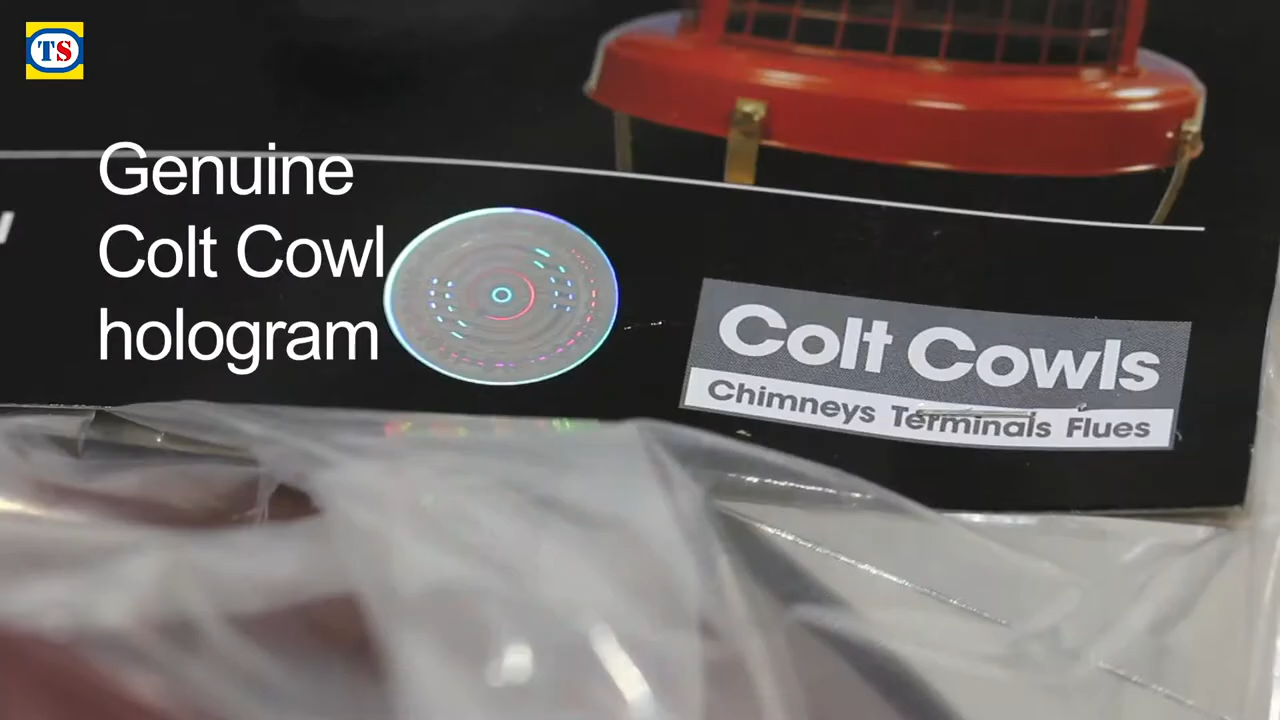 TS
Genuine
Colt Cowl
hologram
Colt Cowls
Chimneys Terminals Flues